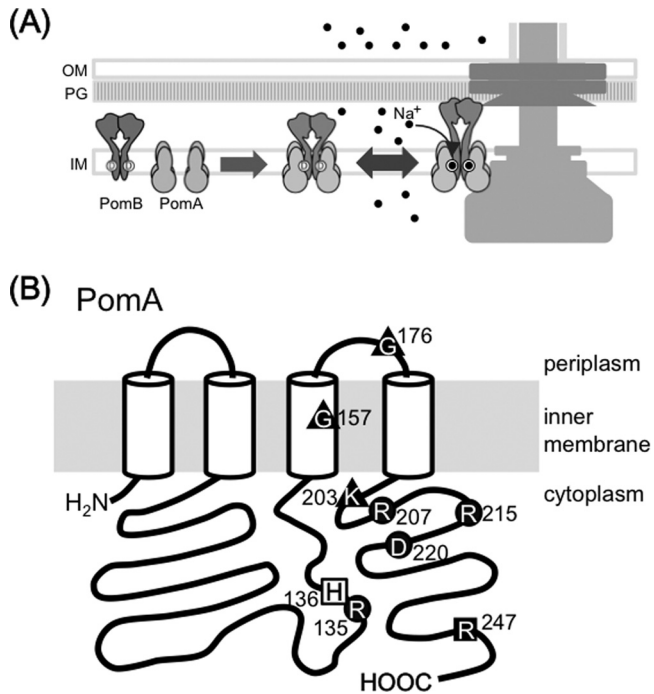 (A)
OM
PG
Na+
IM
PomB PomA
(B)
PomA
G 176
periplasm
G 157
inner
membrane
H2N
203 K
cytoplasm
R 207
R 215
D 220
136 H
R 135
R 247
HOOC